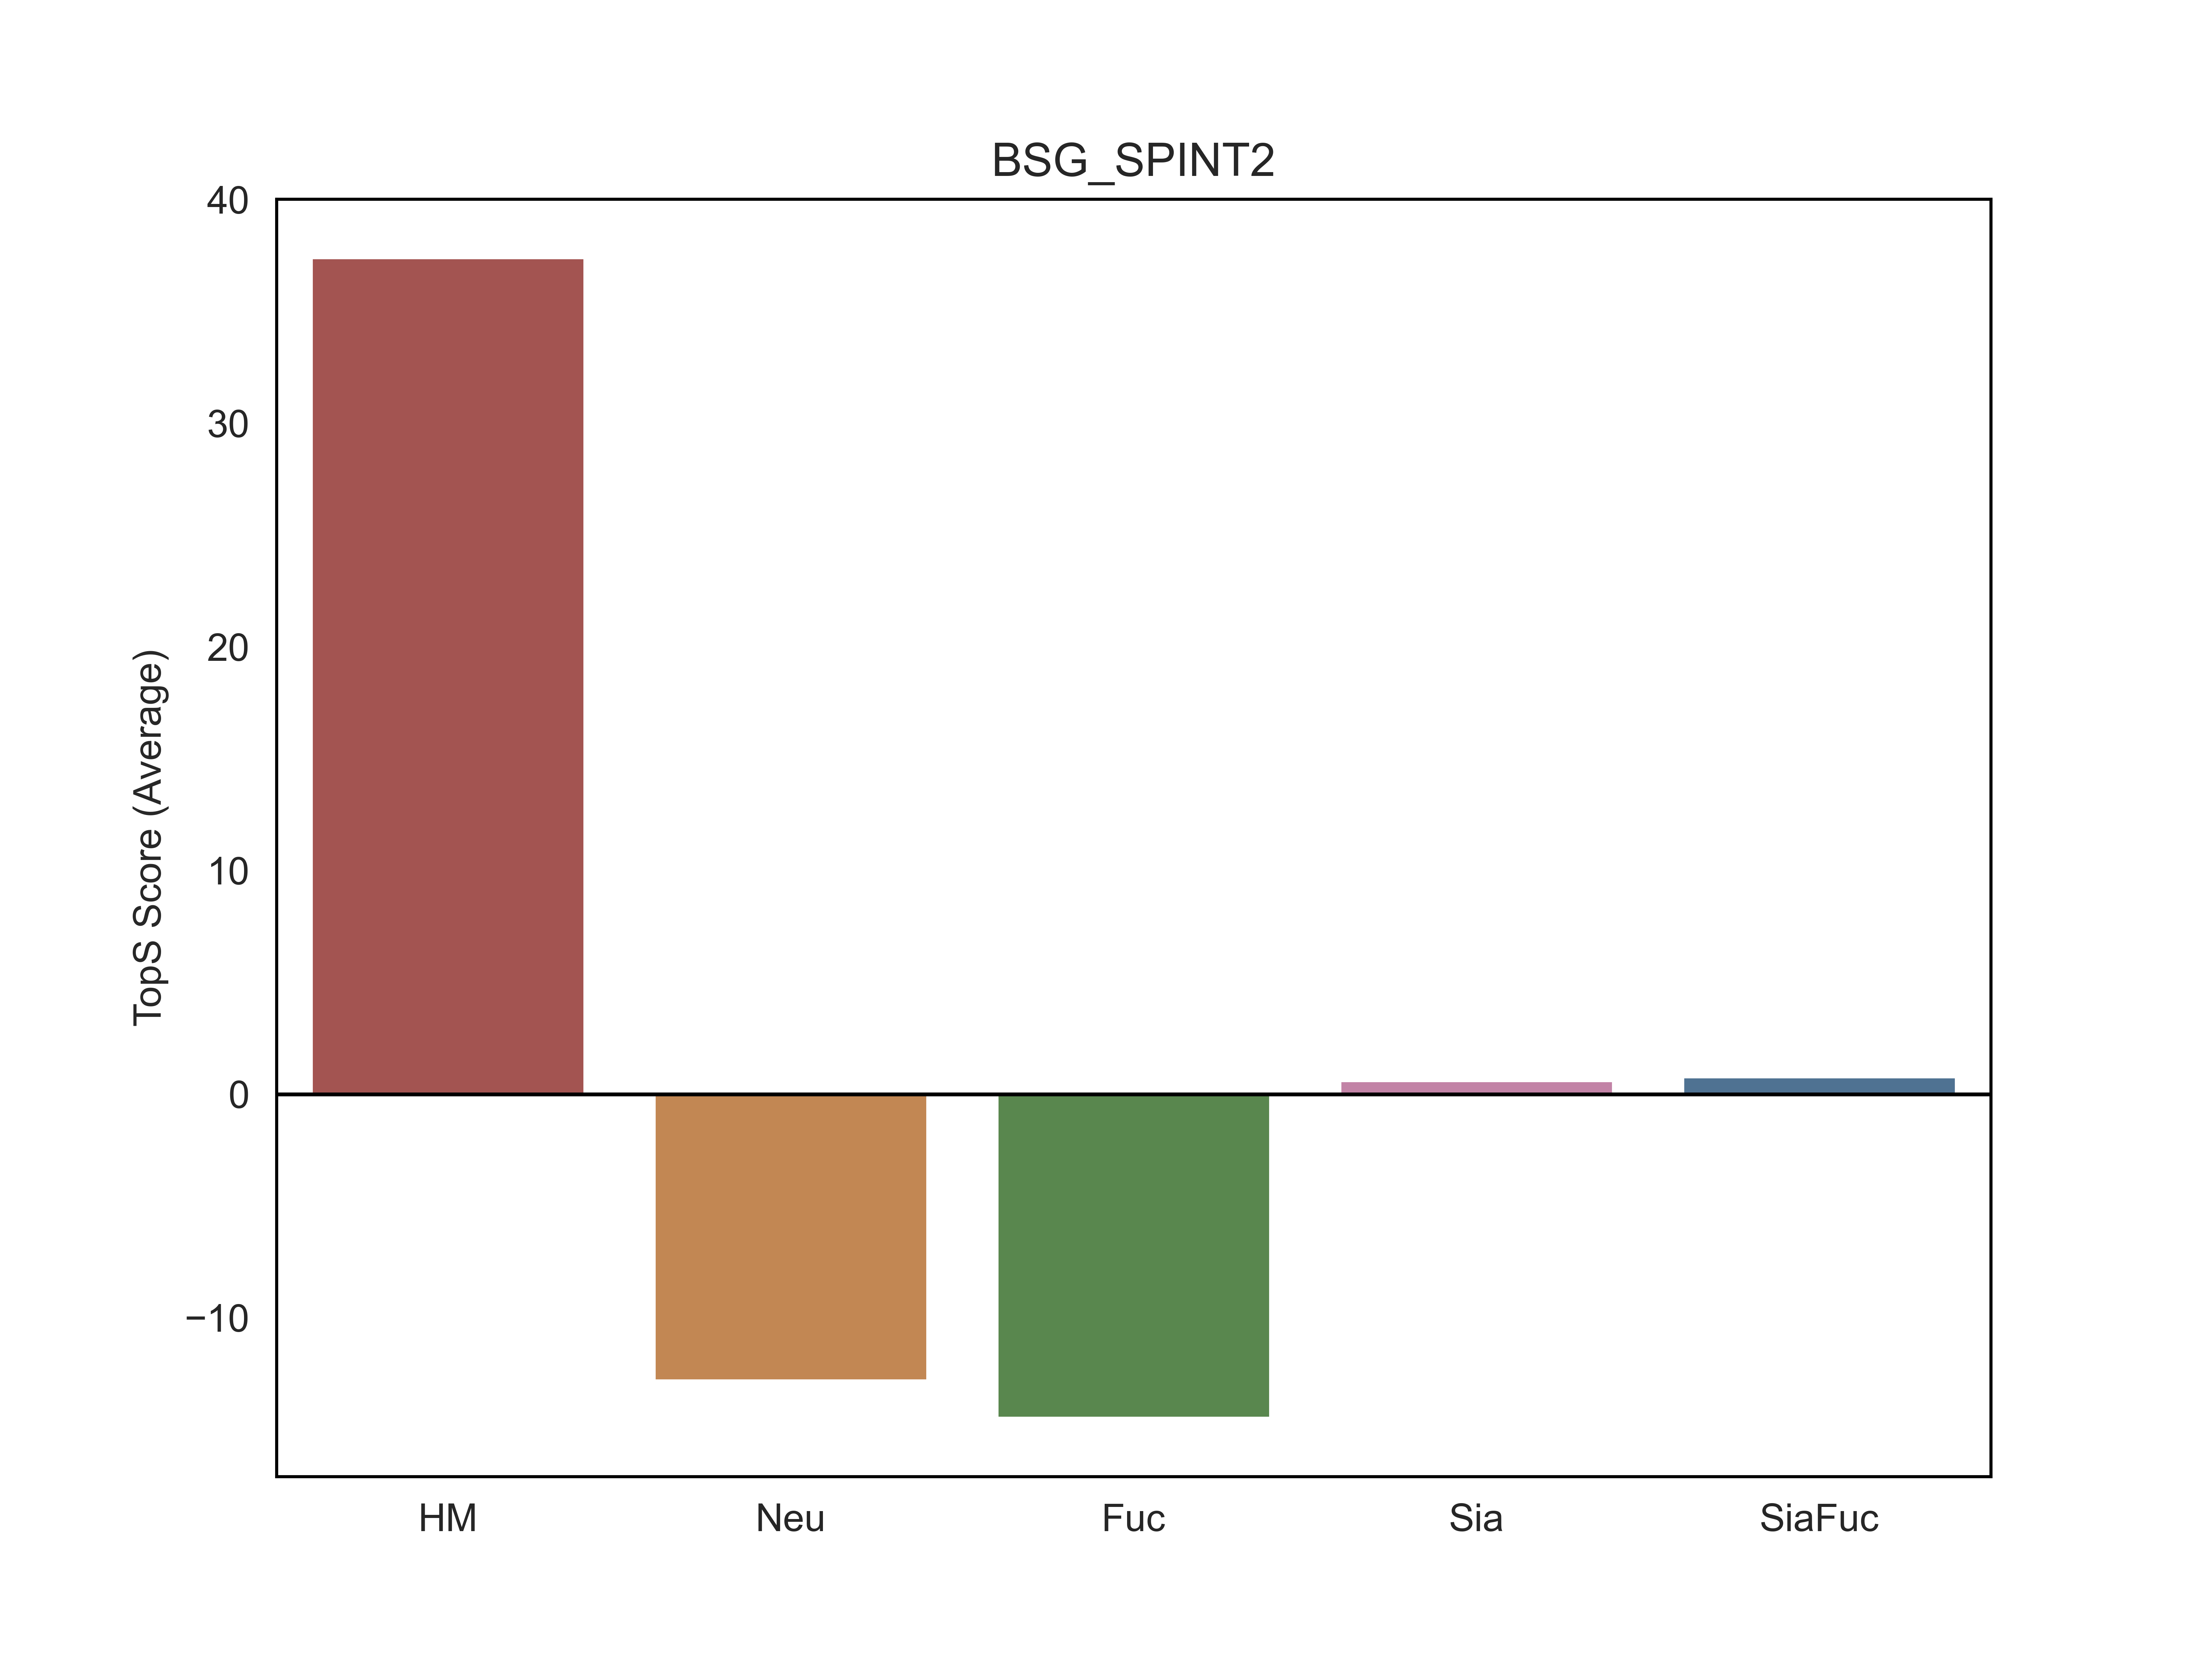 BSG_SPINT2
TopS Score (Average)
40
30
20
10
0
−10
HM
Neu
Fuc
Sia
SiaFuc